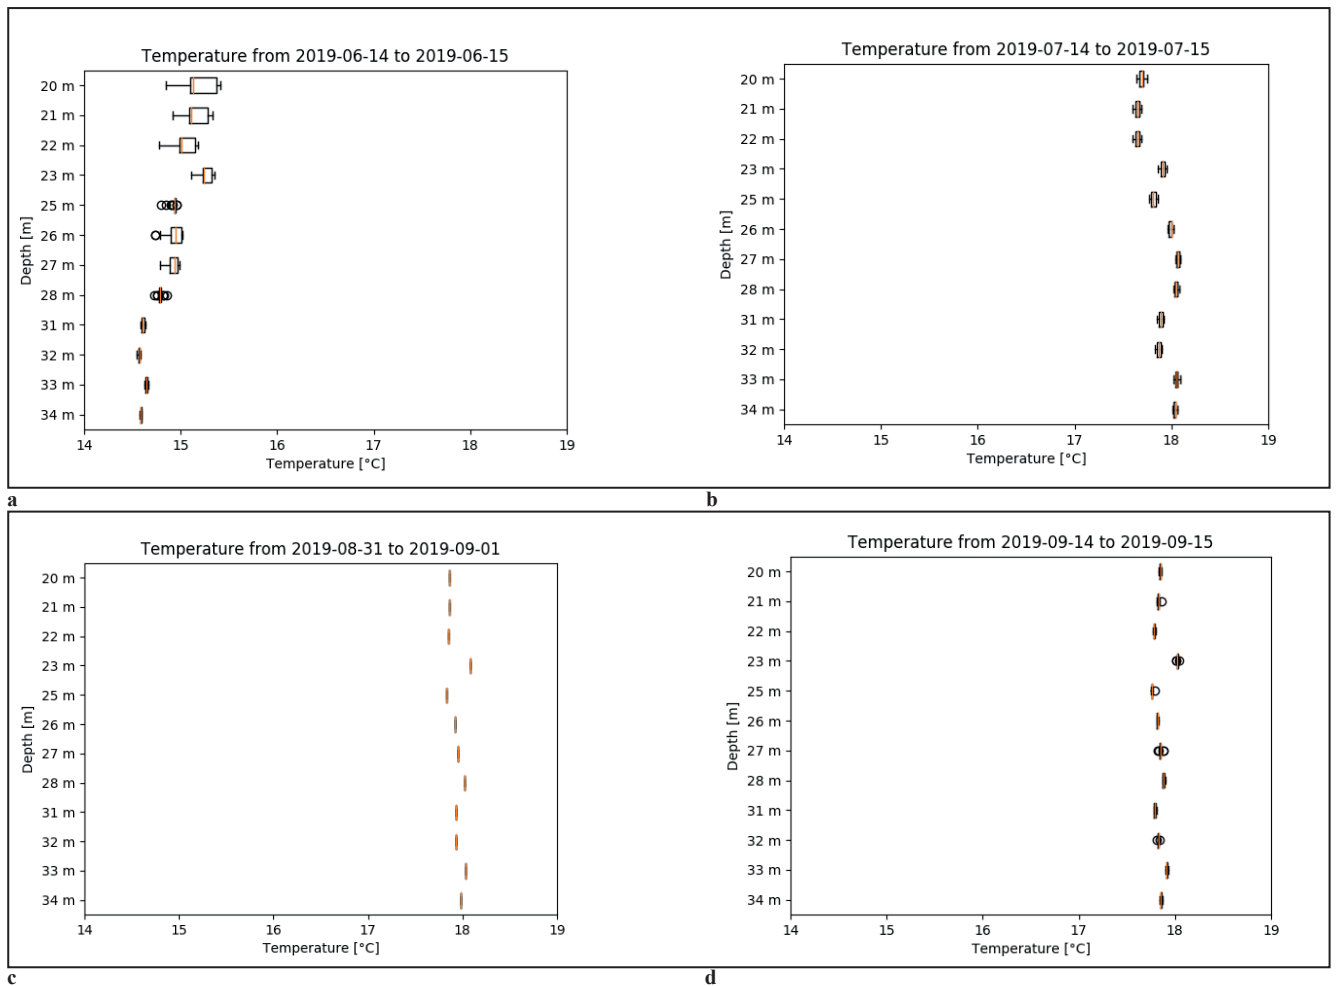 Temperature from 2019-06-14 to 2019-06-15
20 m
21 m
22 m
23 m
25 m
26 m
27 m
28 m
31 m
32 m
33 m
34 m
Depth [m]
14 15 16 17 18 19
Temperature [°C]
a
Temperature from 2019-07-14 to 2019-07-15
20 m
21 m
22 m
23 m
25 m
26 m
27 m
28 m
31 m
32 m
33 m
34 m
Depth [m]
14 15 16 17 18 19
Temperature [°C]
b
Temperature from 2019-08-31 to 2019-09-01
20 m
21 m
22 m
23 m
25 m
26 m
27 m
28 m
31 m
32 m
33 m
34 m
Depth [m]
14 15 16 17 18 19
Temperature [°C]
c
Temperature from 2019-09-14 to 2019-09-15
20 m
21 m
22 m
23 m
25 m
26 m
27 m
28 m
31 m
32 m
33 m
34 m
Depth [m]
14 15 16 17 18 19
Temperature [°C]
d